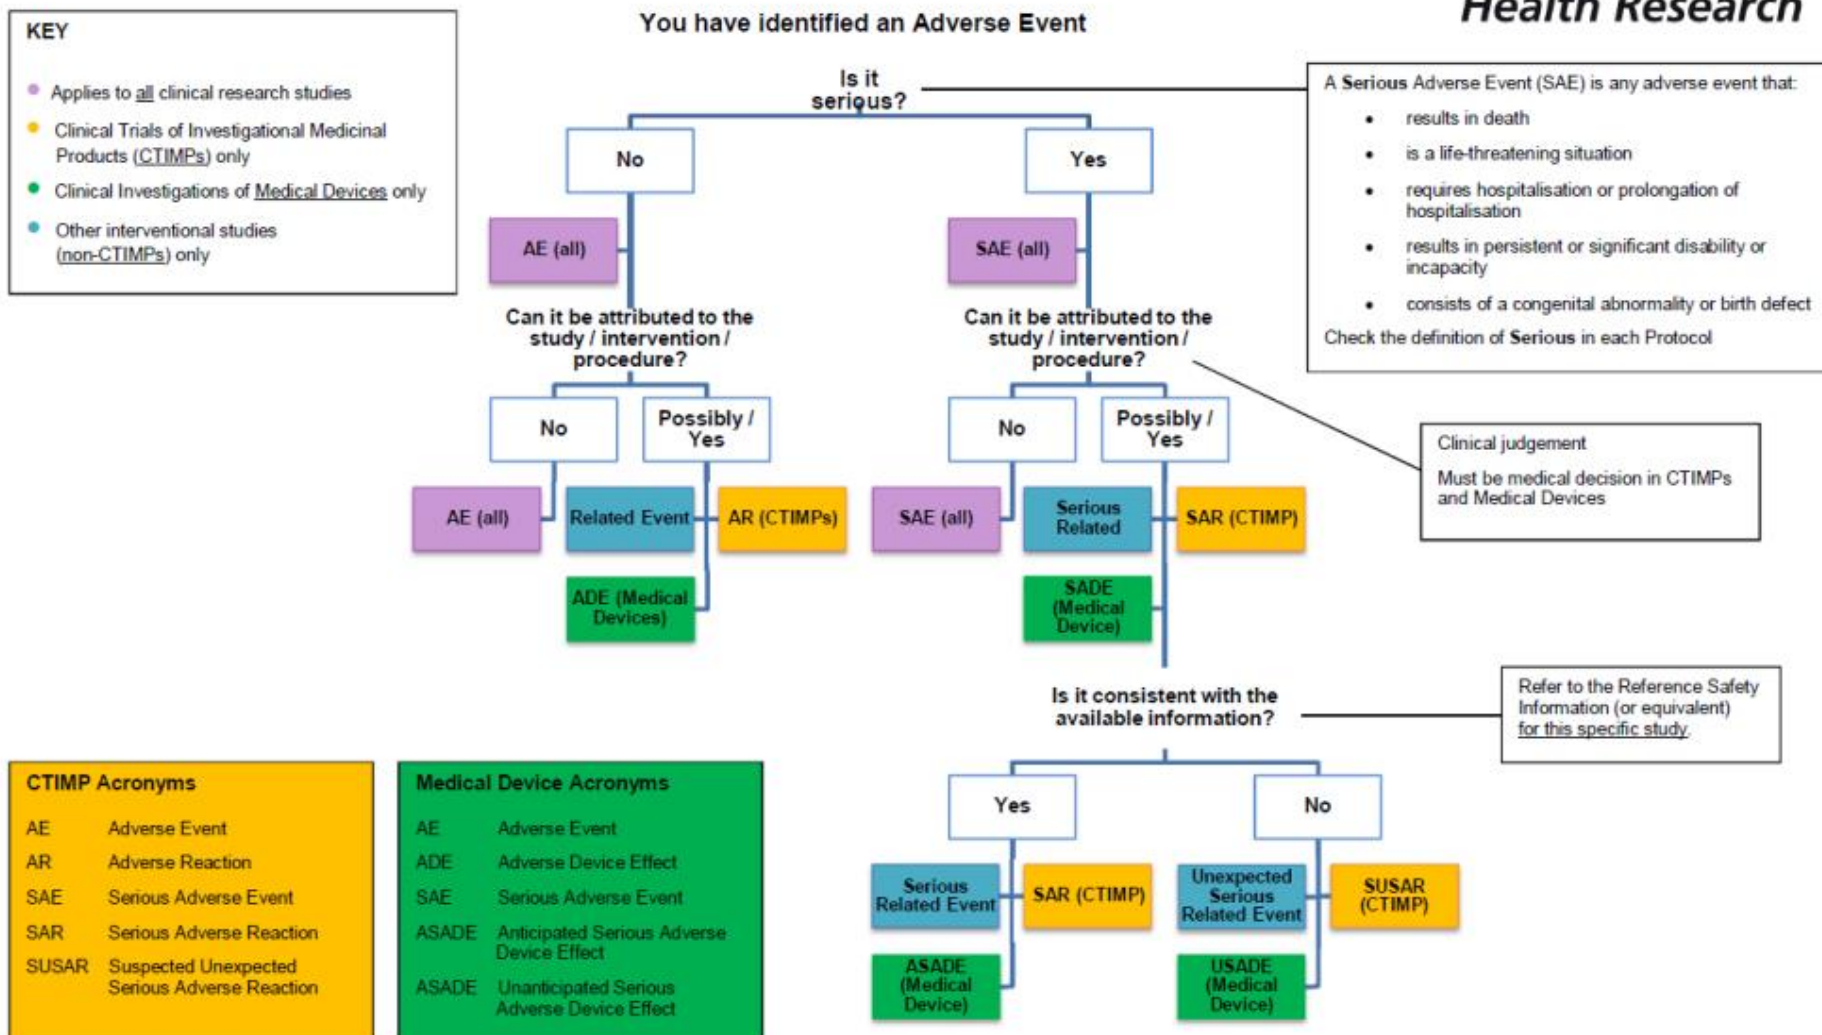 Health Research
You have identified an Adverse Event
KEY
Applies to all clinical research studies
Clinical Trials of Investigational Medicinal
Products (CTIMPs) only
Clinical Investigations of Medical Devices only
Other interventional studies
(non-CTIMPs) only
Is it
serious?
A Serious Adverse Event (SAE) is any adverse event that:
• results in death
• is a life-threatening situation
• requires hospitalisation or prolongation of
hospitalisation
• results in persistent or significant disability or
incapacity
• consists of a congenital abnormality or birth defect
Check the definition of Serious in each Protocol
No
Yes
AE (all)
SAE (all)
Can it be attributed to the
study / intervention /
procedure?
Can it be attributed to the
study / intervention /
procedure?
No
Possibly /
Yes
No
Possibly /
Yes
Clinical judgement
Must be medical decision in CTIMPs
and Medical Devices
AE (all)
Related Event
AR (CTIMPs)
SAE (all)
Serious
Related
SAR (CTIMP)
ADE (Medical
Devices)
SADE
(Medical
Device)
Is it consistent with the
available information?
Refer to the Reference Safety
Information (or equivalent)
for this specific study.
Yes
No
Serious
Related Event
SAR (CTIMP)
Unexpected
Serious
Related Event
SUSAR
(CTIMP)
ASADE
(Medical
Device)
USADE
(Medical
Device)
CTIMP Acronyms
AE Adverse Event
AR Adverse Reaction
SAE Serious Adverse Event
SAR Serious Adverse Reaction
SUSAR Suspected Unexpected
Serious Adverse Reaction
Medical Device Acronyms
AE Adverse Event
ADE Adverse Device Effect
SAE Serious Adverse Event
ASADE Anticipated Serious Adverse
Device Effect
ASADE Unanticipated Serious
Adverse Device Effect